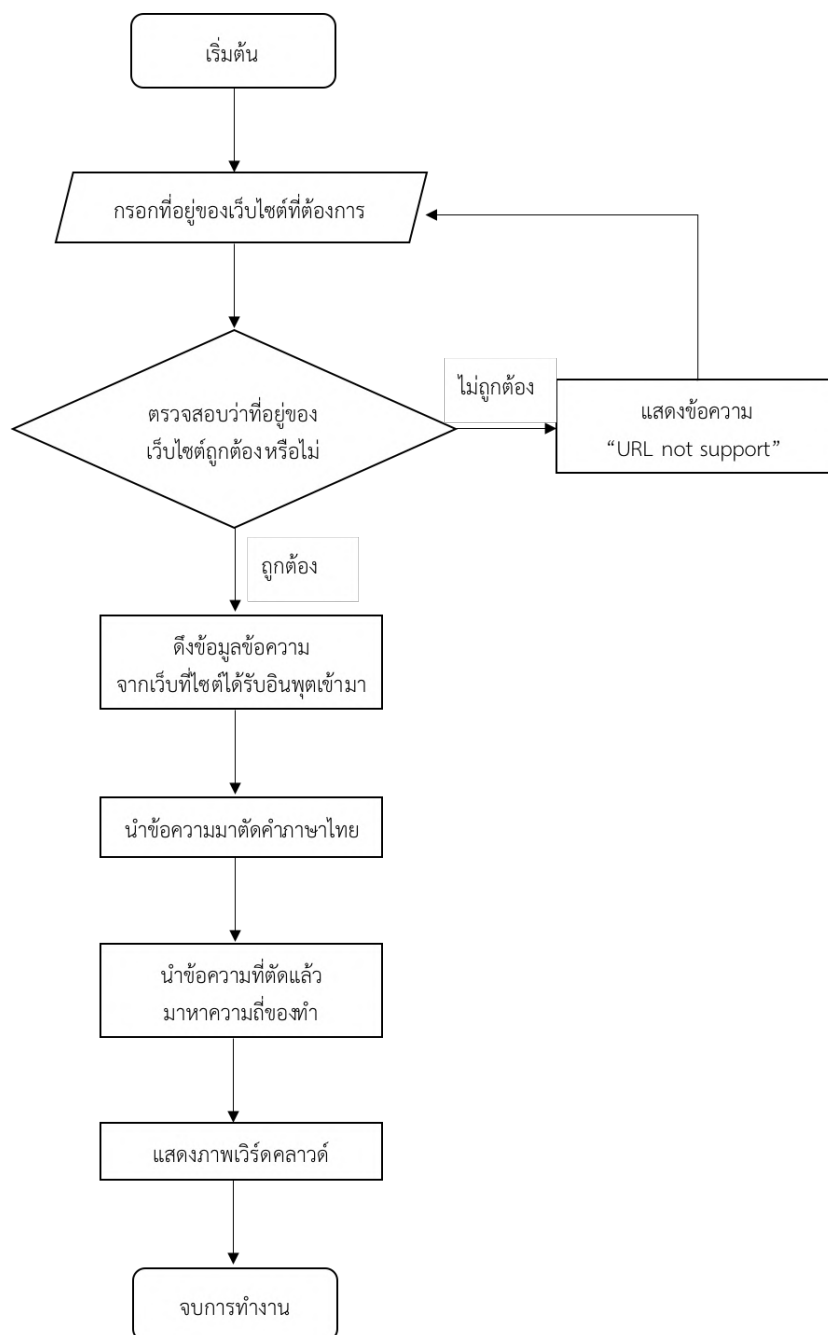 เริ่มต้น
กรอกที่อยู่ของเว็บไซต์ที่ต้องการ
ตรวจสอบว่าที่อยู่ของ
เว็บไซต์ถูกต้องหรือไม่
ไม่ถูกต้อง
แสดงข้อความ
“URL not support”
ถูกต้อง
ดึงข้อมูลข้อความ
จากเว็บที่ไซต์ได้รับอินพุตเข้ามา
นำข้อความมาตัดคำภาษาไทย
นำข้อความที่ตัดแล้ว
มาหาความถี่ของทำ
แสดงภาพเวิร์ดคลาวด์
จบการทำงาน